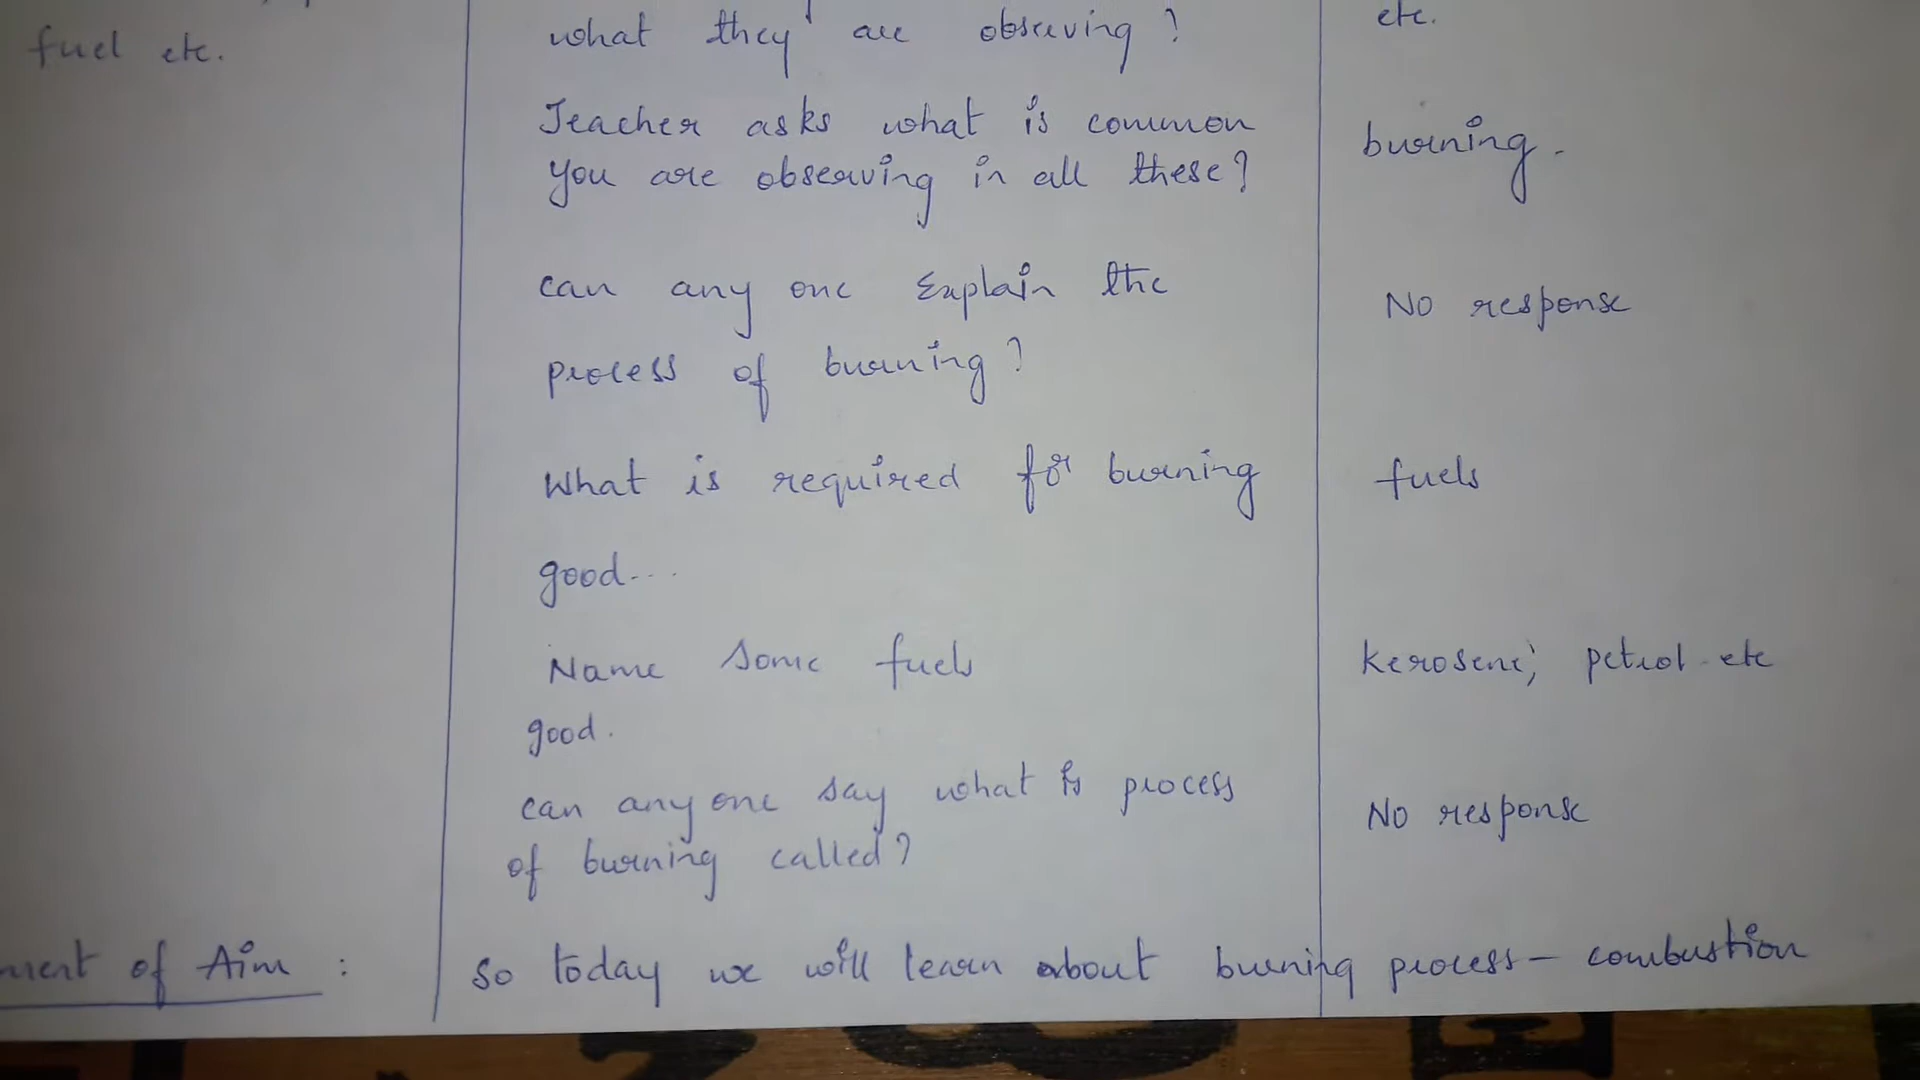 fuel etc.
what they are observing?
etc.
Teacher asks what is common
you are observing in all these?
burning.
can any one Explain the
process of burning?
No response
What is required for burning
fuels
good...
Name some fuels
kerosene, petrol etc
good.
can any one say what is process
of burning called?
No response
ment of Aim :
So today we will learn about burning process - combustion